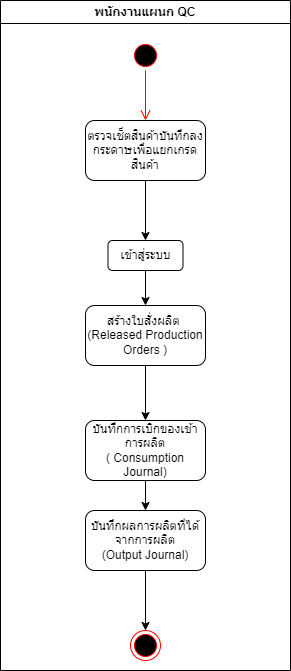 พนักงานแผนก QC
ตรวจเช็ตสินค้าบันทึกลง
กระดาษเพื่อแยกเกรด
สินค้า
เข้าสู่ระบบ
สร้างใบสั่งผลิต
(Released Production
Orders )
บันทึกการเบิกของเข้า
การผลิต
( Consumption
Journal)
บันทึกผลการผลิตที่ได้
จากการผลิต
(Output Journal)